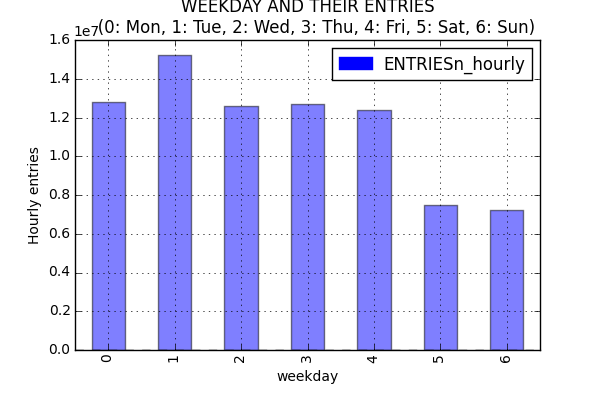 WEEKDAY AND THEIR ENTRIES
(0: Mon, 1: Tue, 2: Wed, 3: Thu, 4: Fri, 5: Sat, 6: Sun)
1e7
ENTRIESn_hourly
1.6
1.4
1.2
1.0
0.8
0.6
0.4
0.2
0.0
Hourly entries
0 1 2 3 4 5 6
weekday